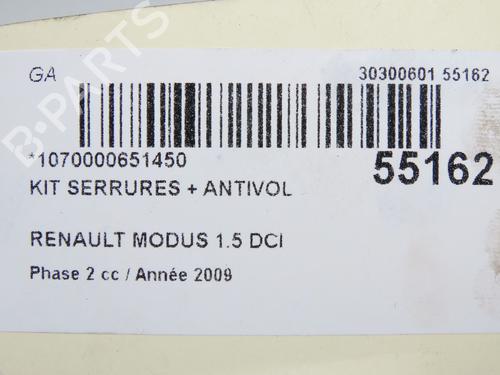 GA
30300601 55162
*1070000651450
55162
KIT SERRURES + ANTIVOL
RENAULT MODUS 1.5 DCI
Phase 2 cc / Année 2009
B-PARTS